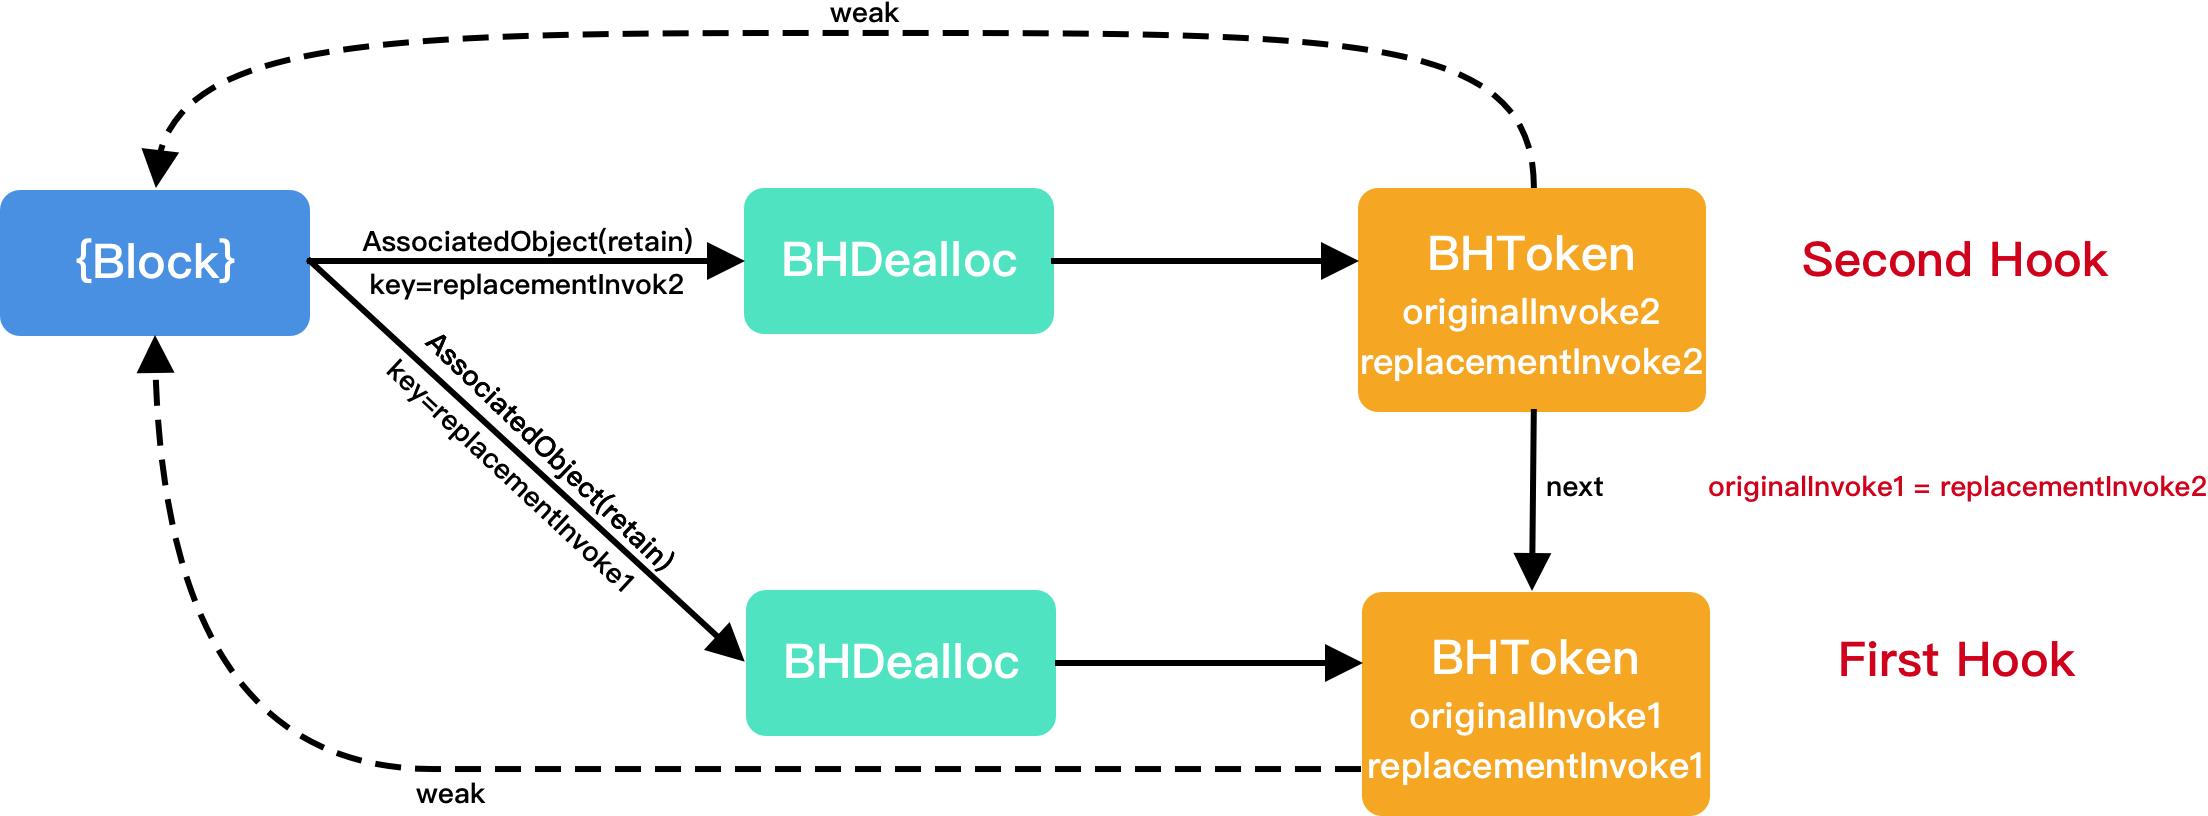 weak
{Block}
AssociatedObject(retain)
key=replacementInvok2
BHDealloc
BHToken
originalInvoke2
replacementInvoke2
Second Hook
AssociatedObject(retain)
key=replacementInvoke1
next
originalInvoke1 = replacementInvoke2
BHDealloc
BHToken
originalInvoke1
replacementInvoke1
First Hook
weak